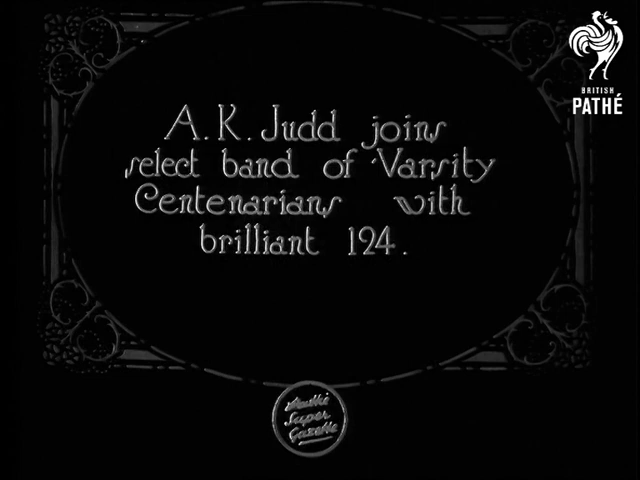 BRITISH
PATHÉ
A. K. Judd joins
select band of 'Varsity
Centenarians with
brilliant 124.
Pathé
Super
Gazette